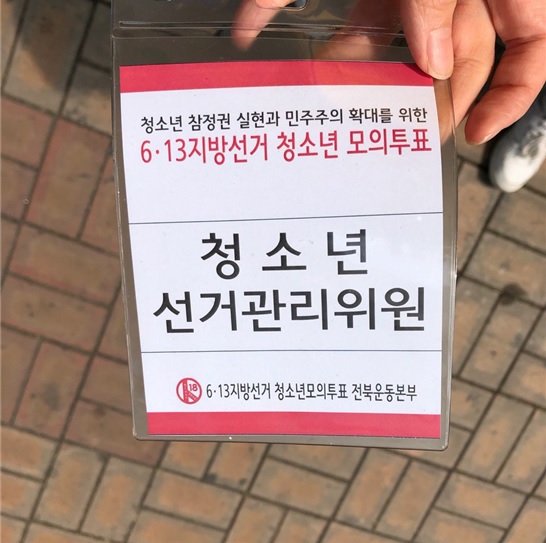 청소년 참정권 실현과 민주주의 확대를 위한
6·13지방선거 청소년 모의투표
청소년
선거관리위원
18 6·13지방선거 청소년모의투표 전북운동본부